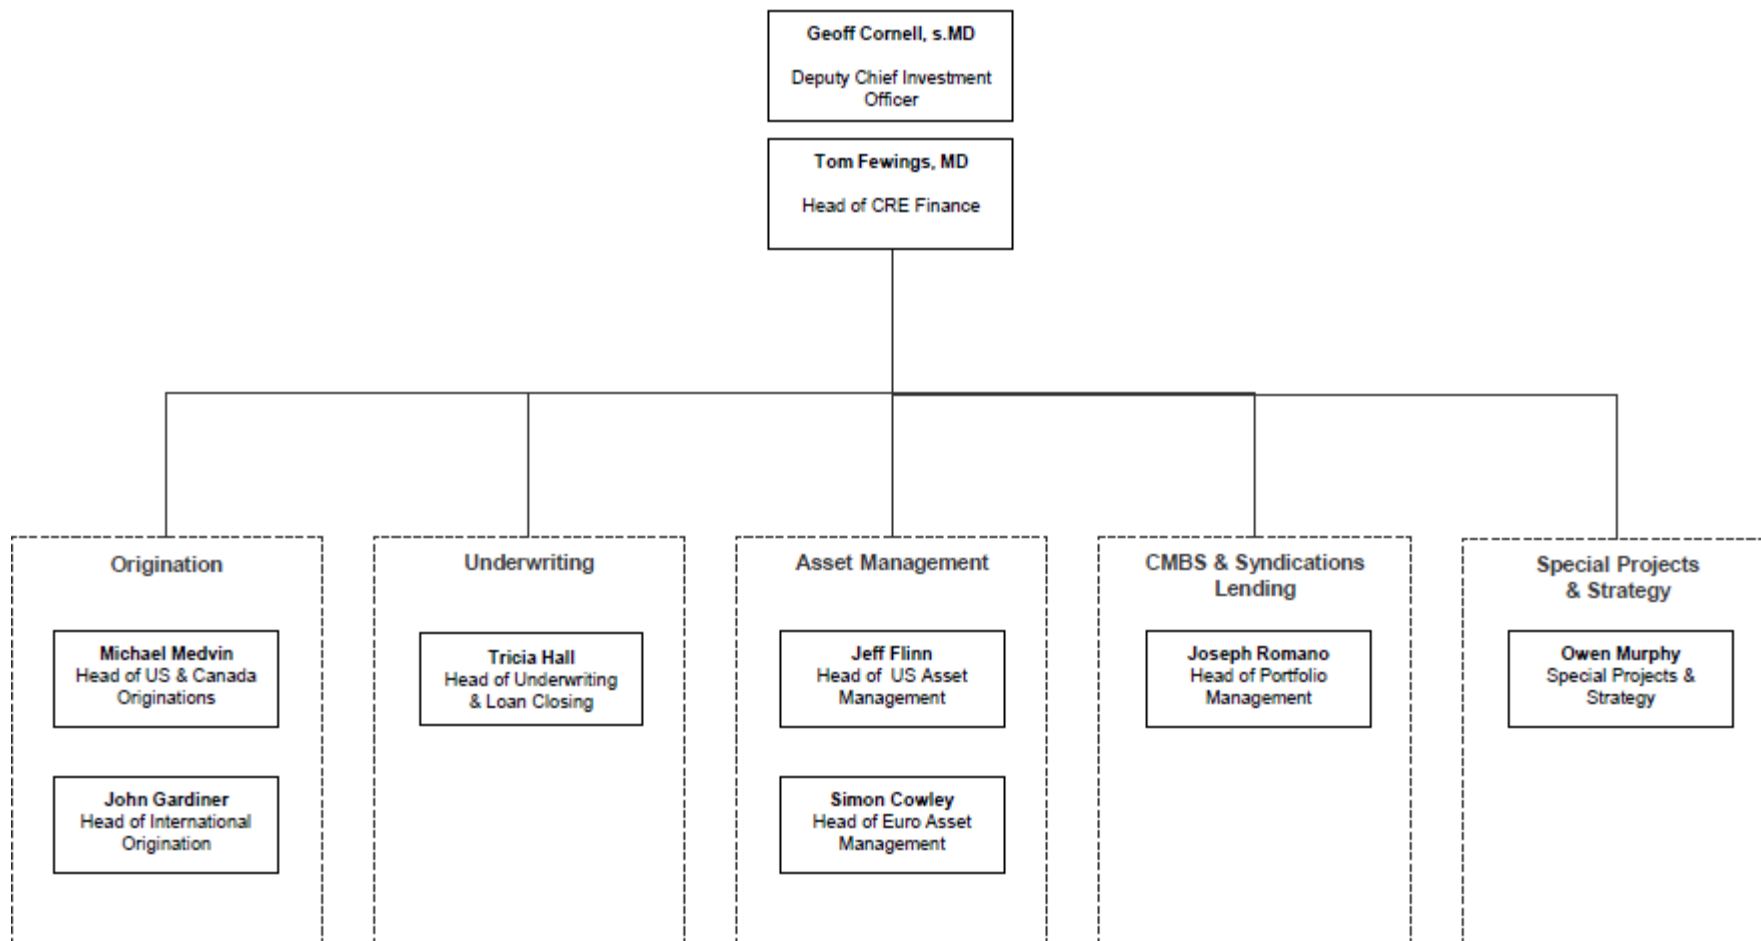 Geoff Cornell, s.MD
Deputy Chief Investment
Officer
Tom Fewings, MD
Head of CRE Finance
Origination
Michael Medvin
Head of US & Canada
Originations
John Gardiner
Head of International
Origination
Underwriting
Tricia Hall
Head of Underwriting
& Loan Closing
Asset Management
Jeff Flinn
Head of US Asset
Management
Simon Cowley
Head of Euro Asset
Management
CMBS & Syndications
Lending
Joseph Romano
Head of Portfolio
Management
Special Projects
& Strategy
Owen Murphy
Special Projects &
Strategy